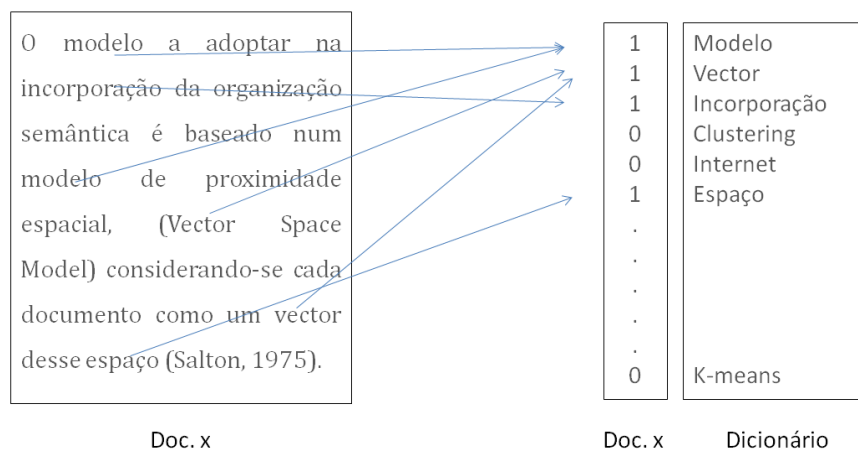 O modelo a adoptar na
incorporação da organização
semântica é baseado num
modelo de proximidade
espacial, (Vector Space
Model) considerando-se cada
documento como um vector
desse espaço (Salton, 1975).
Doc. x
1 Modelo
1 Vector
1 Incorporação
0 Clustering
0 Internet
1 Espaço
.
.
.
.
.
0 K-means
Doc. x Dicionário